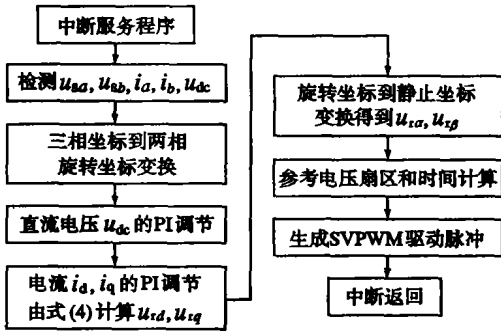 中断服务程序
检测 u_sa, u_sb, i_a, i_b, u_dc
三相坐标到两相
旋转坐标变换
直流电压 u_dc 的PI调节
电流 i_d, i_q 的PI调节
由式(4)计算 u_rd, u_rq
旋转坐标到静止坐标
变换得到 u_rα, u_rβ
参考电压扇区和时间计算
生成SVPWM驱动脉冲
中断返回